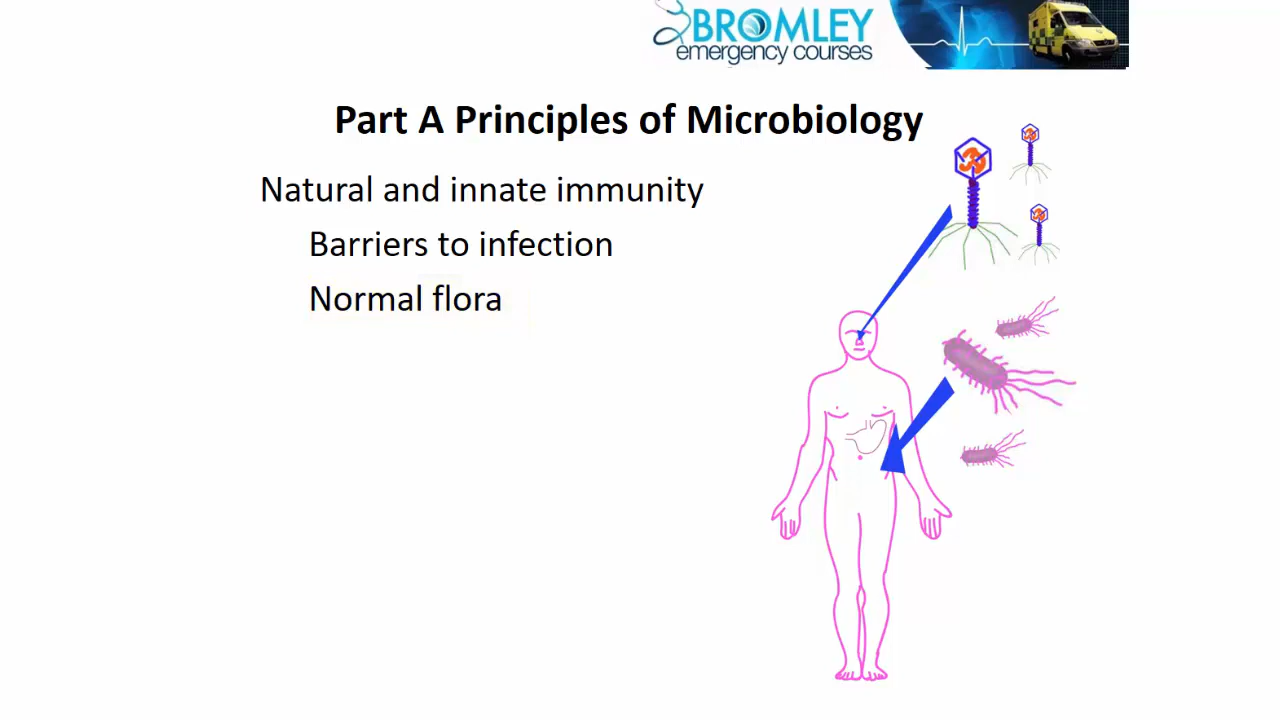 BROMLEY
emergency courses
Part A Principles of Microbiology
Natural and innate immunity
Barriers to infection
Normal flora